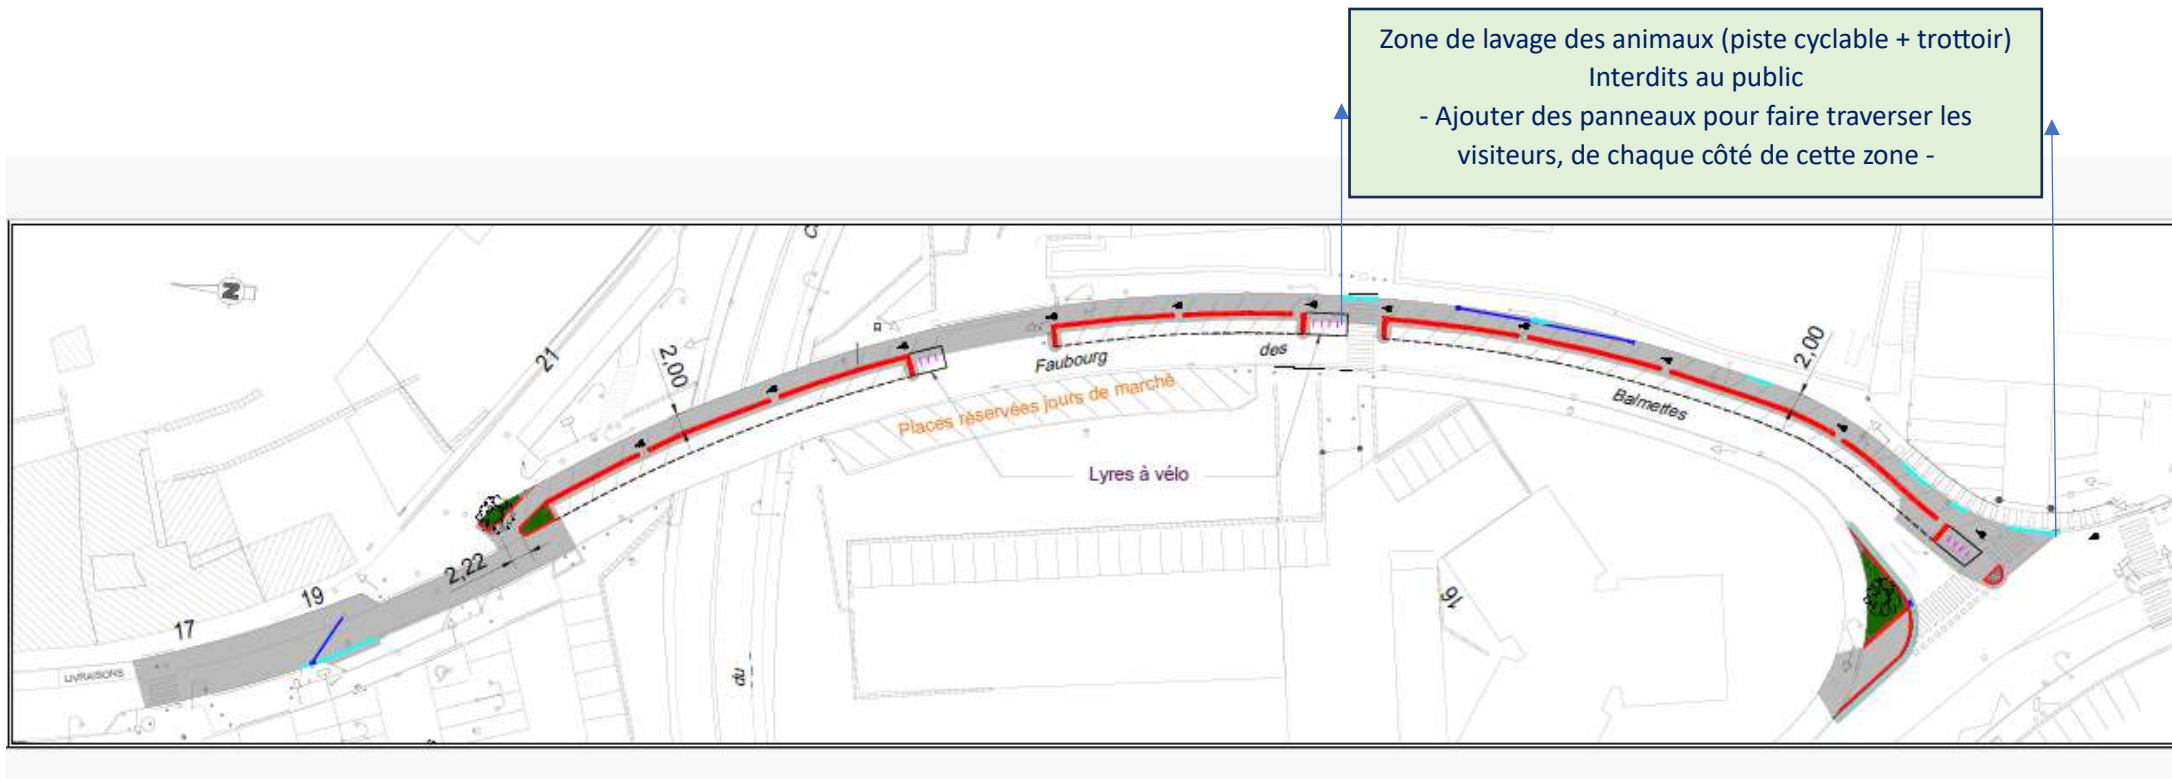 Zone de lavage des animaux (piste cyclable + trottoir)
Interdits au public
- Ajouter des panneaux pour faire traverser les
visiteurs, de chaque côté de cette zone -
N
21
2,00
Faubourg
des
Balmettes
2,00
Places réservées jours de marché
Lyres à vélo
2,22
19
17
LIVRAISONS
16
du